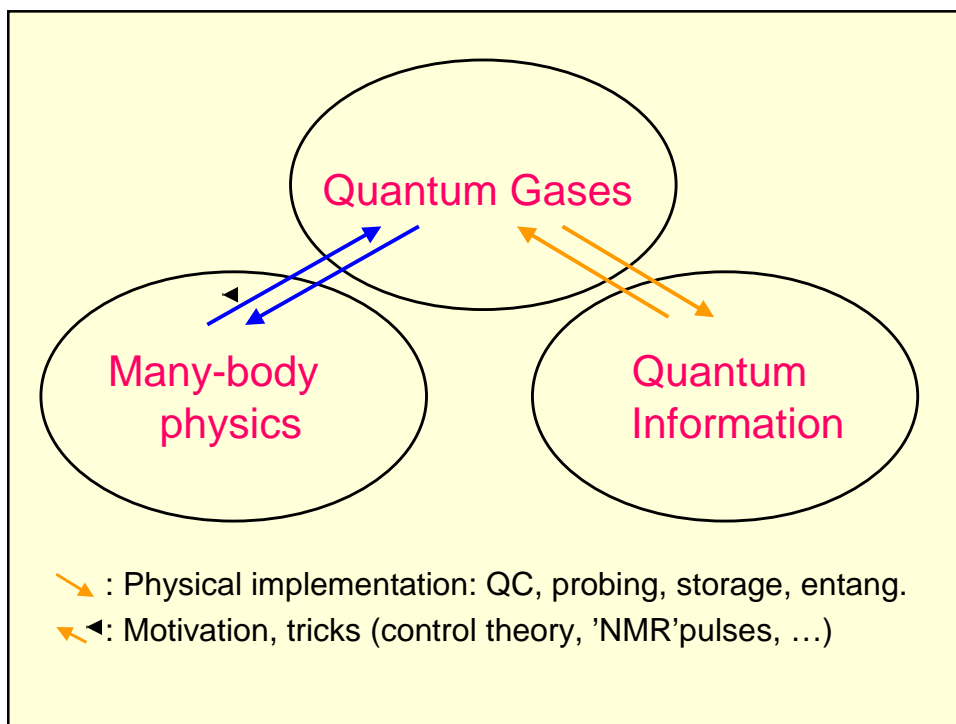 Quantum Gases
Many-body
physics
Quantum
Information
: Physical implementation: QC, probing, storage, entang.
: Motivation, tricks (control theory, ’NMR’pulses, …)